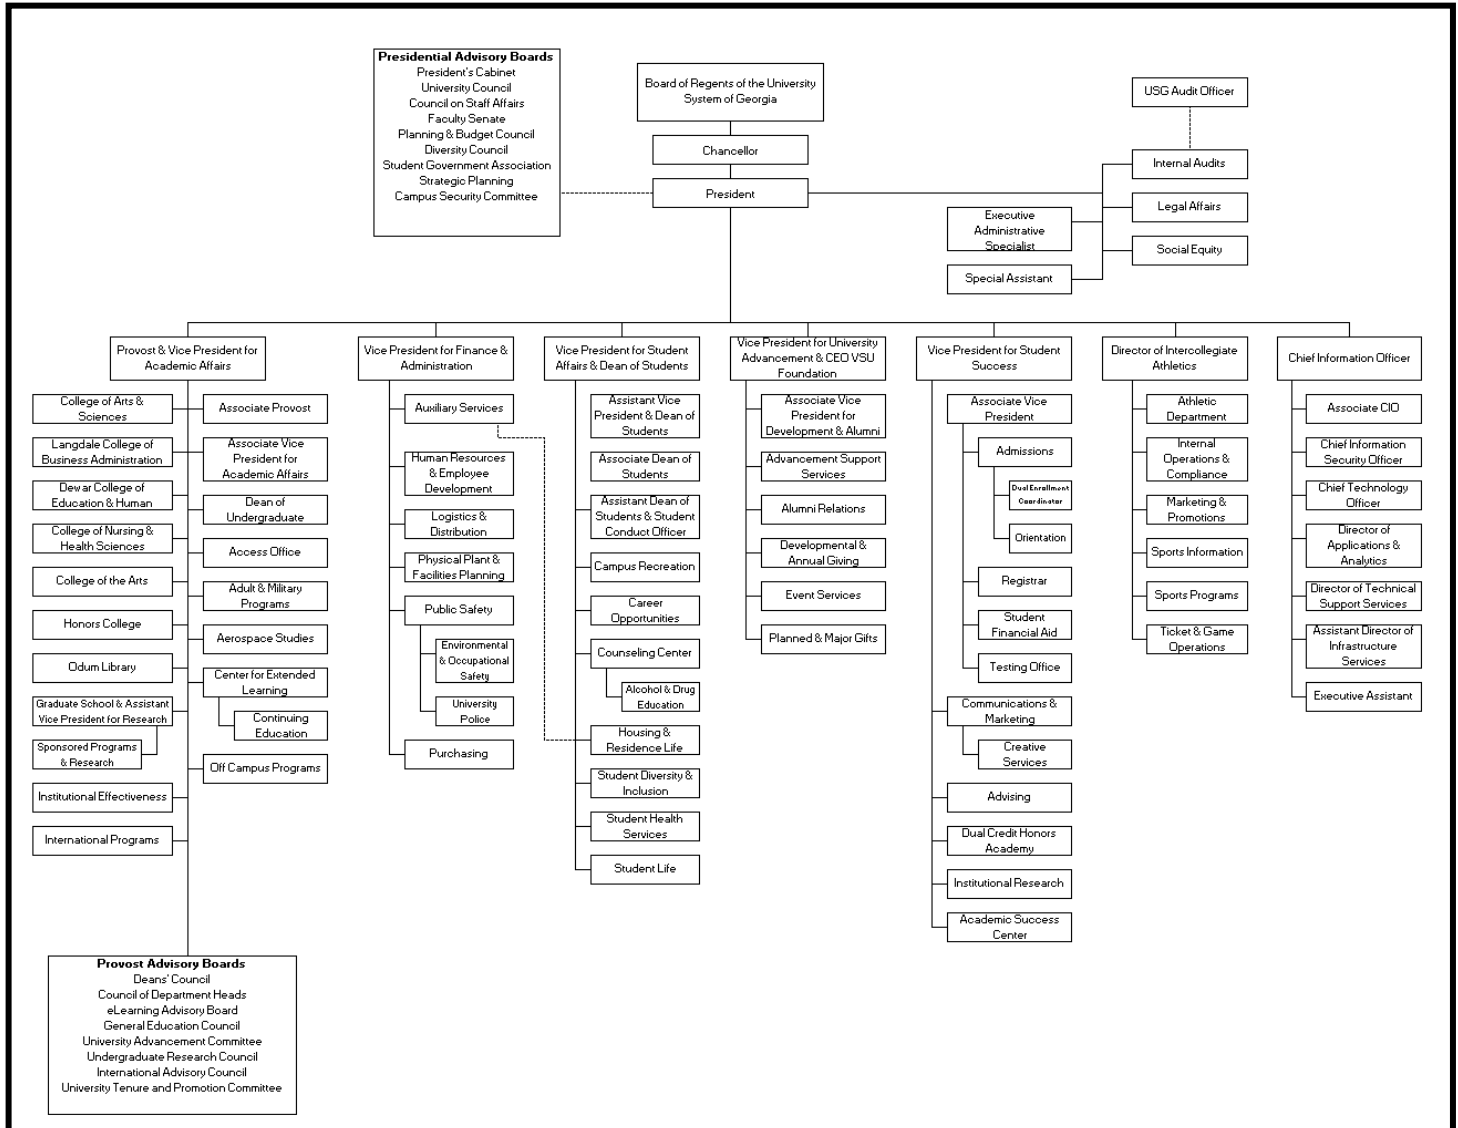 Presidential Advisory Boards
President's Cabinet
University Council
Council on Staff Affairs
Faculty Senate
Planning & Budget Council
Diversity Council
Student Government Association
Strategic Planning
Campus Security Committee
Board of Regents of the University
System of Georgia
Chancellor
President
USG Audit Officer
Internal Audits
Legal Affairs
Social Equity
Executive
Administrative
Specialist
Special Assistant
Provost & Vice President for
Academic Affairs
College of Arts &
Sciences
Langdale College of
Business Administration
Dewar College of
Education & Human
College of Nursing &
Health Sciences
College of the Arts
Honors College
Odum Library
Graduate School & Assistant
Vice President for Research
Sponsored Programs
& Research
Institutional Effectiveness
International Programs
Associate Provost
Associate Vice
President for
Academic Affairs
Dean of
Undergraduate
Access Office
Adult & Military
Programs
Aerospace Studies
Center for Extended
Learning
Continuing
Education
Off Campus Programs
Provost Advisory Boards
Deans' Council
Council of Department Heads
eLearning Advisory Board
General Education Council
University Advancement Committee
Undergraduate Research Council
International Advisory Council
University Tenure and Promotion Committee
Vice President for Finance &
Administration
Auxiliary Services
Human Resources
& Employee
Development
Logistics &
Distribution
Physical Plant &
Facilities Planning
Public Safety
Environmental
& Occupational
Safety
University
Police
Purchasing
Vice President for Student
Affairs & Dean of Students
Assistant Vice
President & Dean of
Students
Associate Dean of
Students
Assistant Dean of
Students & Student
Conduct Officer
Campus Recreation
Career
Opportunities
Counseling Center
Alcohol & Drug
Education
Housing &
Residence Life
Student Diversity &
Inclusion
Student Health
Services
Student Life
Vice President for University
Advancement & CEO VSU
Foundation
Associate Vice
President for
Development & Alumni
Advancement Support
Services
Alumni Relations
Developmental &
Annual Giving
Event Services
Planned & Major Gifts
Vice President for Student
Success
Associate Vice
President
Admissions
Dual Enrollment
Coordinator
Orientation
Registrar
Student
Financial Aid
Testing Office
Communications &
Marketing
Creative
Services
Advising
Dual Credit Honors
Academy
Institutional Research
Academic Success
Center
Director of Intercollegiate
Athletics
Athletic
Department
Internal
Operations &
Compliance
Marketing &
Promotions
Sports Information
Sports Programs
Ticket & Game
Operations
Chief Information Officer
Associate CIO
Chief Information
Security Officer
Chief Technology
Officer
Director of
Applications &
Analytics
Director of Technical
Support Services
Assistant Director of
Infrastructure
Services
Executive Assistant